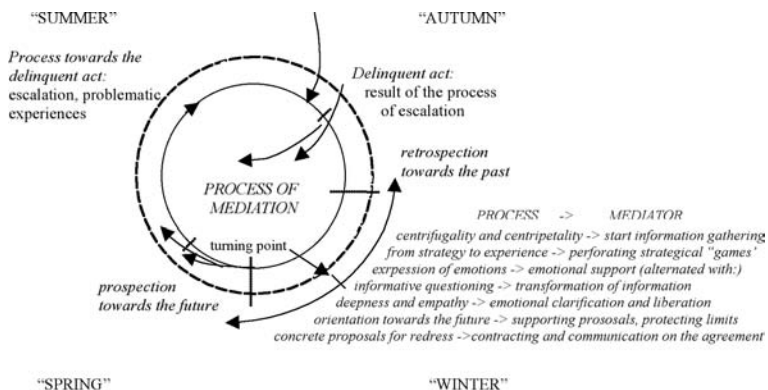 “SUMMER”
“AUTUMN”
Process towards the
delinquent act:
escalation, problematic
experiences
Delinquent act:
result of the process
of escalation
retrospection
towards the past
PROCESS OF
MEDIATION
turning point
prospection
towards the future
PROCESS -> MEDIATOR
centrifugality and centripetality -> start information gathering
from strategy to experience -> perforating strategical "games'
exrpession of emotions -> emotional support (alternated with:)
informative questioning -> transformation of information
deepness and empathy -> emotional clarification and liberation
orientation towards the future -> supporting prososals, protecting limits
concrete proposals for redress ->contracting and communication on the agreement
“SPRING”
“WINTER”